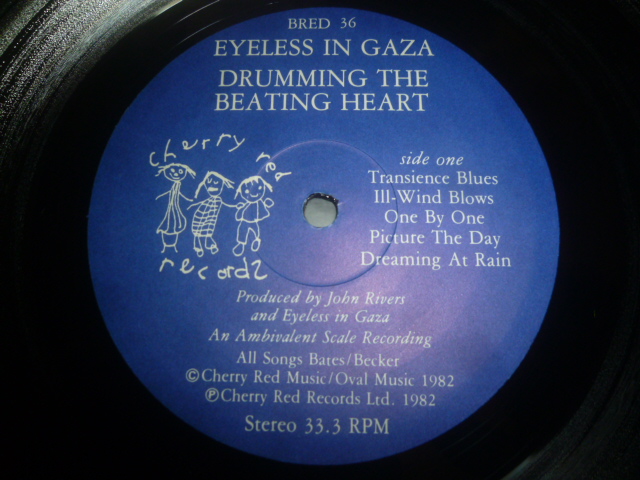 BRED 36
EYELESS IN GAZA
DRUMMING THE
BEATING HEART
cherry red
records
side one
Transience Blues
Ill-Wind Blows
One By One
Picture The Day
Dreaming At Rain
Produced by John Rivers
and Eyeless in Gaza
An Ambivalent Scale Recording
All Songs Bates/Becker
©Cherry Red Music/Oval Music 1982
℗Cherry Red Records Ltd. 1982
Stereo 33.3 RPM